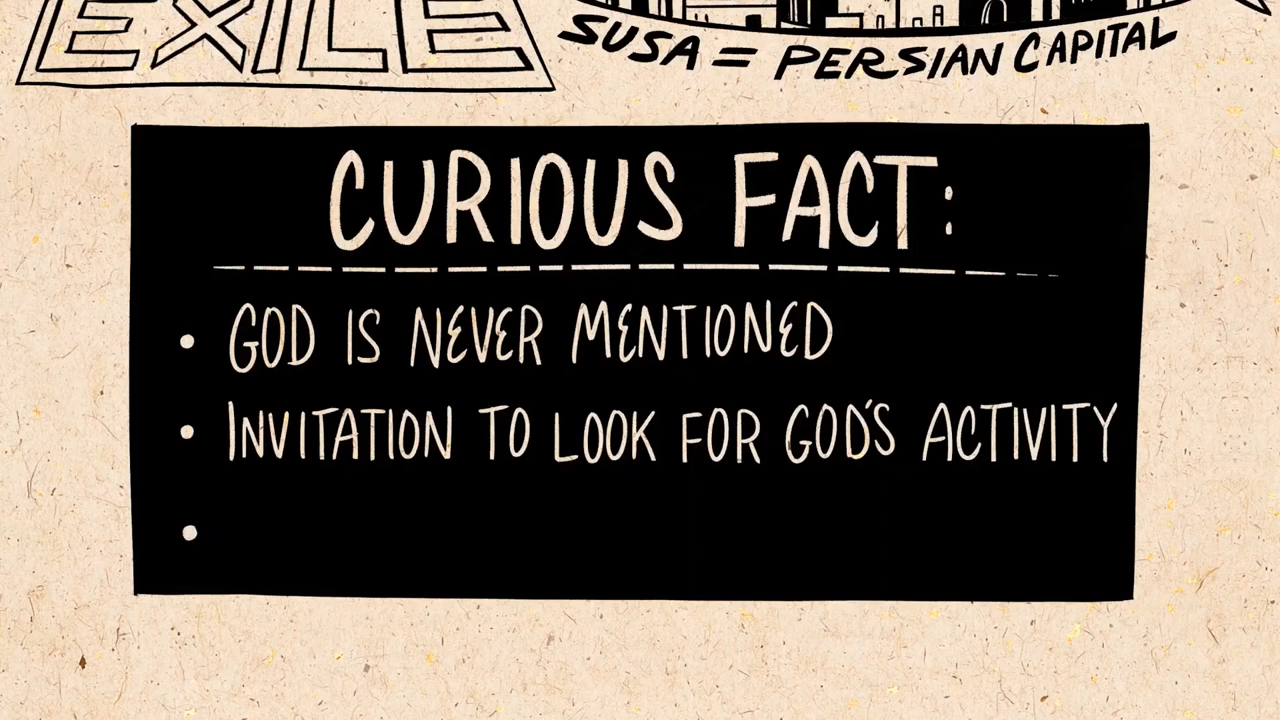 EXILE
SUSA = PERSIAN CAPITAL
CURIOUS FACT:
• GOD IS NEVER MENTIONED
• INVITATION TO LOOK FOR GOD'S ACTIVITY
•